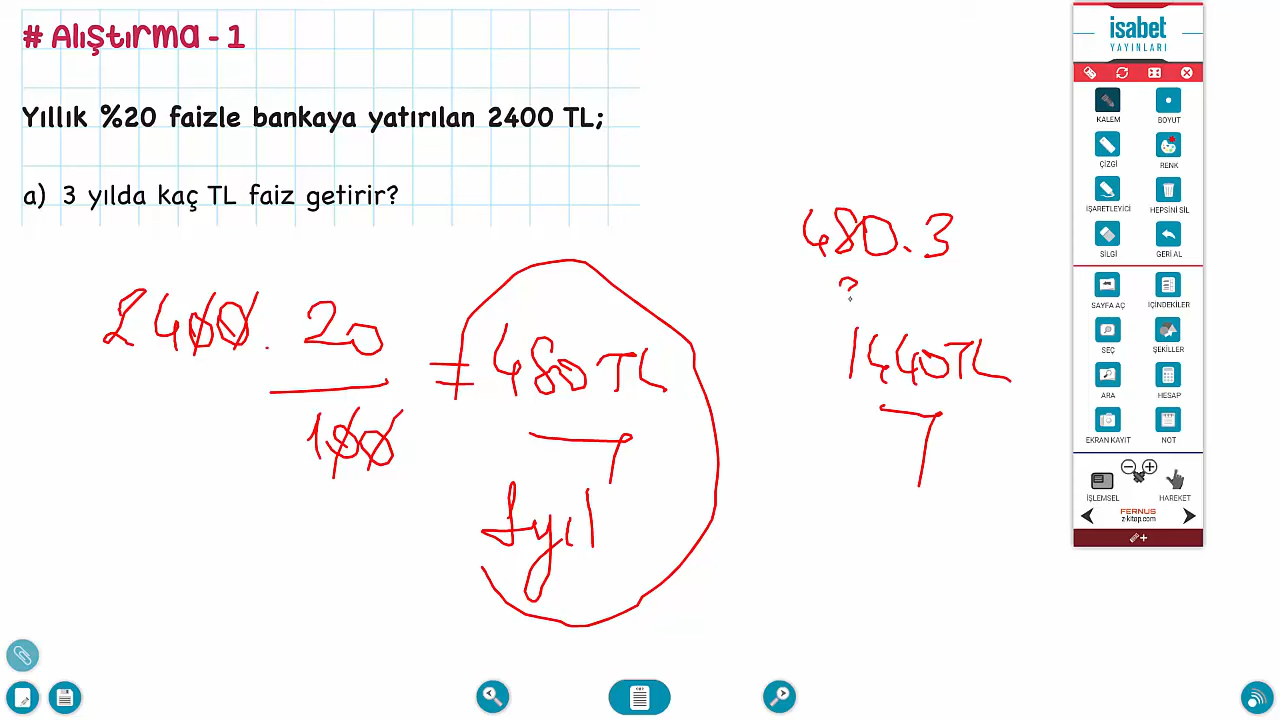 # Alıştırma - 1
Yıllık %20 faizle bankaya yatırılan 2400 TL;
a) 3 yılda kaç TL faiz getirir?
2400. 20
100
= 480 TL
1 yıl
480.3
?
1440TL
isabet
YAYINLARI
KALEM
BOYUT
ÇİZGİ
RENK
İŞARETLEYİCİ
HEPSİNİ SİL
SİLGİ
GERİ AL
SAYFA AÇ
İÇİNDEKİLER
SEÇ
ŞEKİLLER
ARA
HESAP
EKRAN KAYIT
NOT
İŞLEMSEL
HAREKET
FERNUS
z-kitap.com